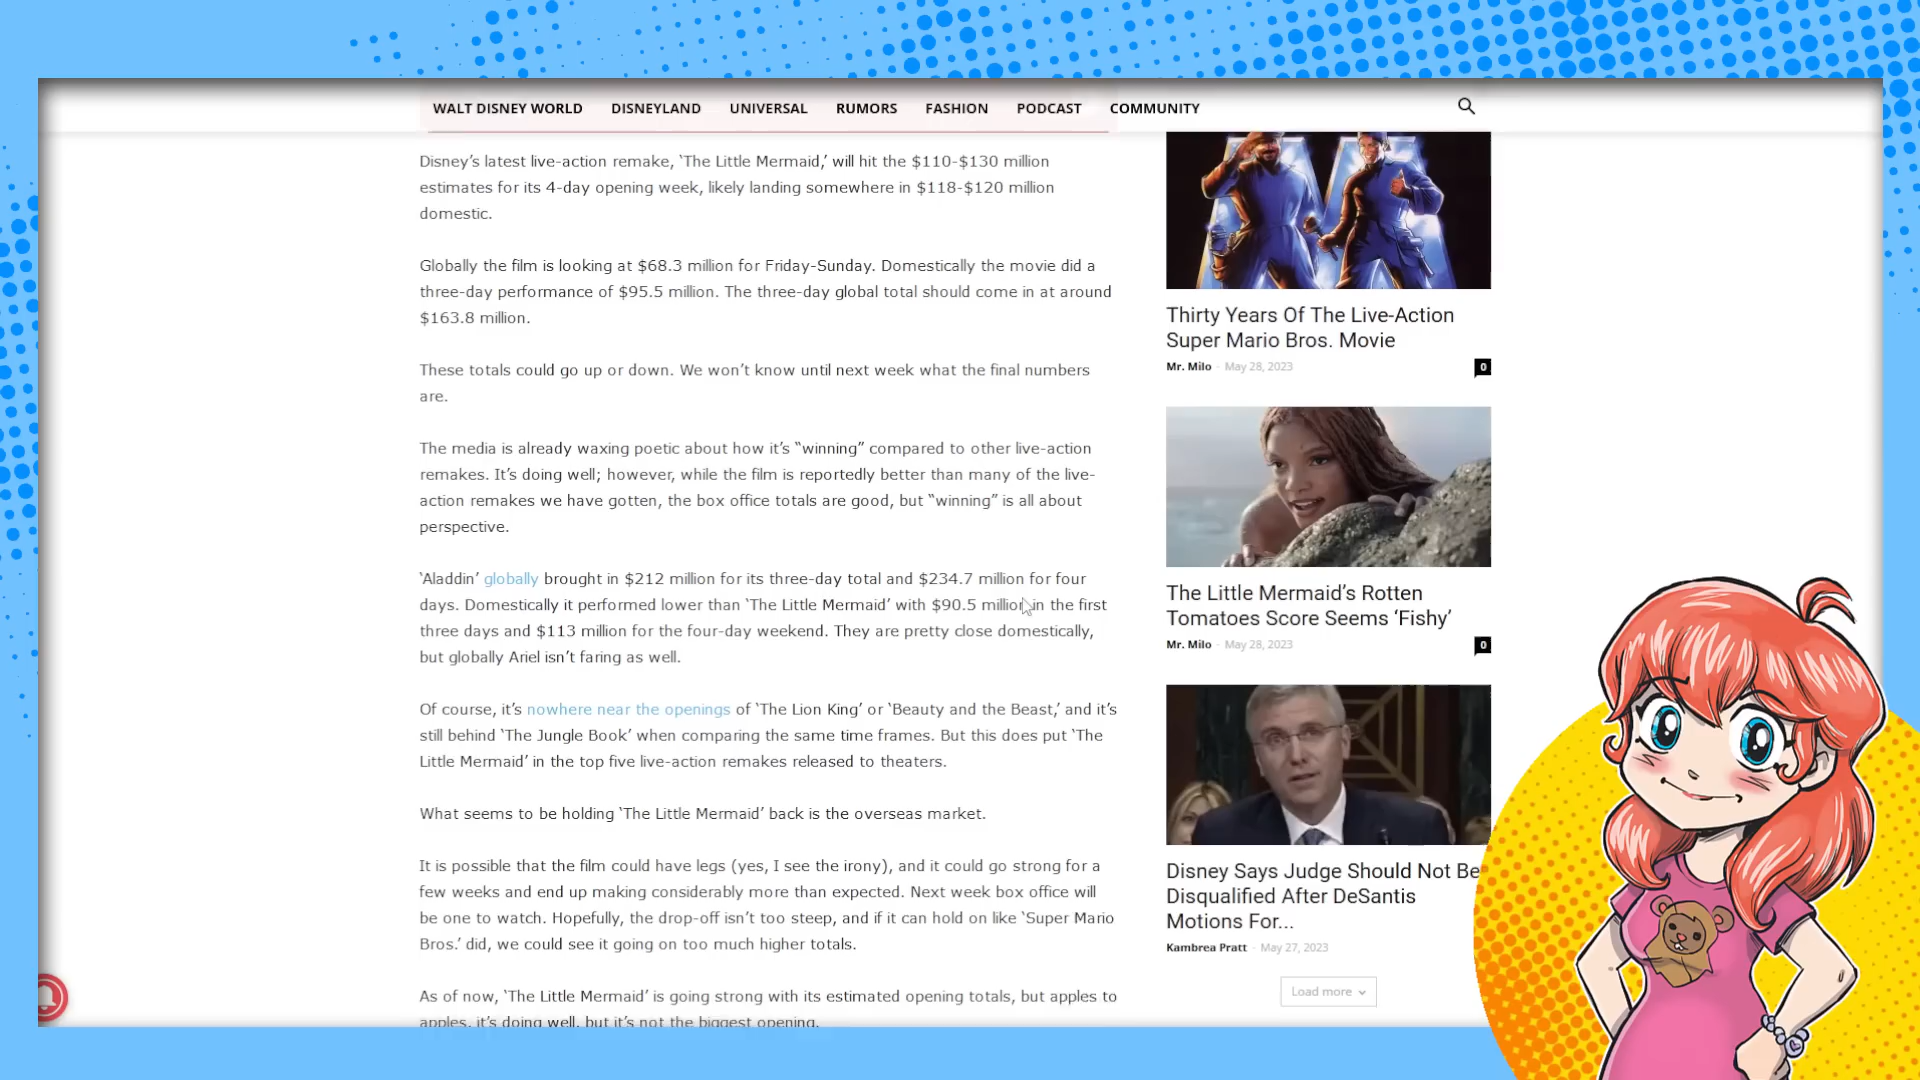 WALT DISNEY WORLD DISNEYLAND UNIVERSAL RUMORS FASHION PODCAST COMMUNITY
Disney’s latest live-action remake, ‘The Little Mermaid,’ will hit the $110-$130 million
estimates for its 4-day opening week, likely landing somewhere in $118-$120 million
domestic.
Globally the film is looking at $68.3 million for Friday-Sunday. Domestically the movie did a
three-day performance of $95.5 million. The three-day global total should come in at around
$163.8 million.
These totals could go up or down. We won’t know until next week what the final numbers
are.
The media is already waxing poetic about how it’s “winning” compared to other live-action
remakes. It’s doing well; however, while the film is reportedly better than many of the live-
action remakes we have gotten, the box office totals are good, but “winning” is all about
perspective.
‘Aladdin’ globally brought in $212 million for its three-day total and $234.7 million for four
days. Domestically it performed lower than ‘The Little Mermaid’ with $90.5 million in the first
three days and $113 million for the four-day weekend. They are pretty close domestically,
but globally Ariel isn’t faring as well.
Of course, it’s nowhere near the openings of ‘The Lion King’ or ‘Beauty and the Beast,’ and it’s
still behind ‘The Jungle Book’ when comparing the same time frames. But this does put ‘The
Little Mermaid’ in the top five live-action remakes released to theaters.
What seems to be holding ‘The Little Mermaid’ back is the overseas market.
It is possible that the film could have legs (yes, I see the irony), and it could go strong for a
few weeks and end up making considerably more than expected. Next week box office will
be one to watch. Hopefully, the drop-off isn’t too steep, and if it can hold on like ‘Super Mario
Bros.’ did, we could see it going on too much higher totals.
As of now, ‘The Little Mermaid’ is going strong with its estimated opening totals, but apples to
apples, it’s doing well, but it’s not the biggest opening.
Thirty Years Of The Live-Action
Super Mario Bros. Movie
Mr. Milo - May 28, 2023 0
The Little Mermaid’s Rotten
Tomatoes Score Seems ‘Fishy’
Mr. Milo - May 28, 2023 0
Disney Says Judge Should Not Be
Disqualified After DeSantis
Motions For...
Kambrea Pratt - May 27, 2023
Load more